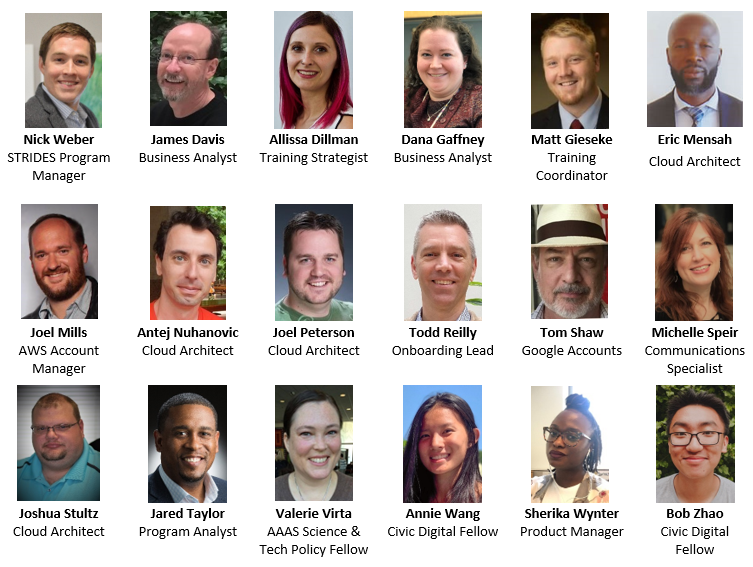 Nick Weber
STRIDES Program
Manager
James Davis
Business Analyst
Allissa Dillman
Training Strategist
Dana Gaffney
Business Analyst
Matt Gieseke
Training
Coordinator
Eric Mensah
Cloud Architect
Joel Mills
AWS Account
Manager
Antej Nuhanovic
Cloud Architect
Joel Peterson
Cloud Architect
Todd Reilly
Onboarding Lead
Tom Shaw
Google Accounts
Michelle Speir
Communications
Specialist
Joshua Stultz
Cloud Architect
Jared Taylor
Program Analyst
Valerie Virta
AAAS Science &
Tech Policy Fellow
Annie Wang
Civic Digital Fellow
Sherika Wynter
Product Manager
Bob Zhao
Civic Digital
Fellow